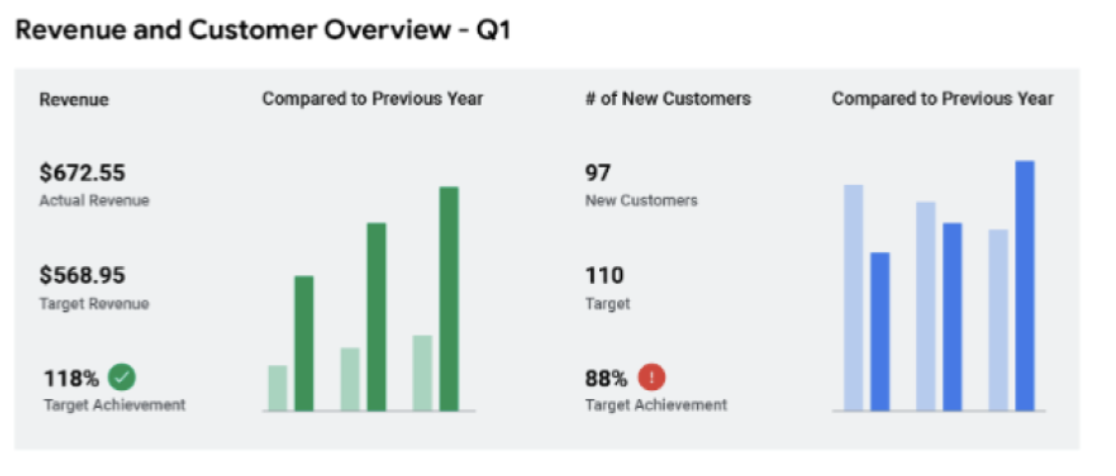 Revenue and Customer Overview - Q1
Revenue
Compared to Previous Year
# of New Customers
Compared to Previous Year
$672.55
Actual Revenue
97
New Customers
$568.95
Target Revenue
110
Target
118%
Target Achievement
88%
Target Achievement